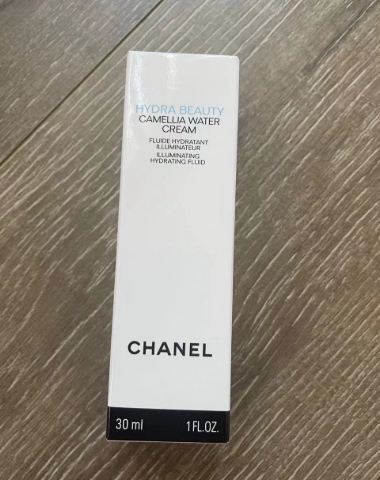 HYDRA BEAUTY
CAMELLIA WATER
CREAM
FLUIDE HYDRATANT
ILLUMINATEUR
ILLUMINATING
HYDRATING FLUID
CHANEL
30 ml 1 FL.OZ.